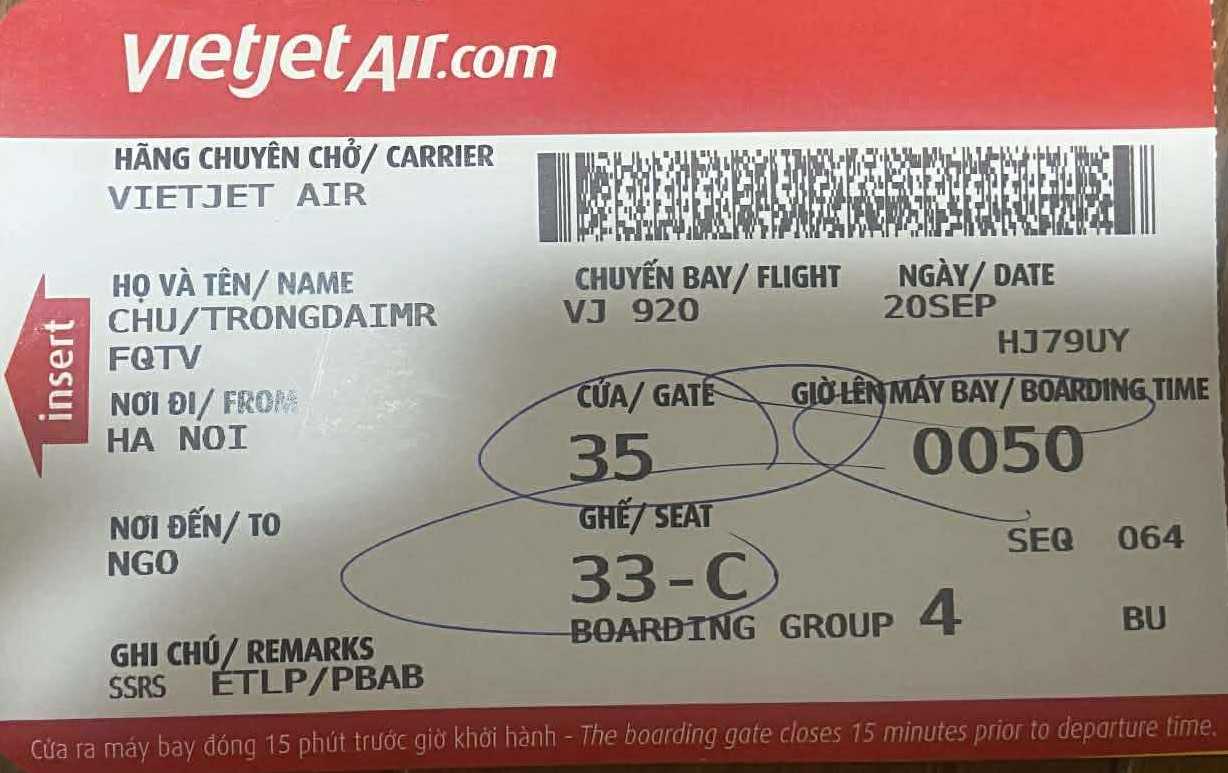 vietjetAir.com
HÃNG CHUYÊN CHỞ/ CARRIER
VIETJET AIR
HỌ VÀ TÊN/ NAME
CHU/TRONGDAIMR
FQTV
CHUYẾN BAY/ FLIGHT
VJ 920
NGÀY/ DATE
20SEP
HJ79UY
insert
NƠI ĐI/ FROM
HA NOI
CỬA/ GATE
35
GIỜ LÊN MÁY BAY/ BOARDING TIME
0050
NƠI ĐẾN/ TO
NGO
GHẾ/ SEAT
33-C
SEQ 064
BOARDING GROUP 4
BU
GHI CHÚ/ REMARKS
SSRS ETLP/PBAB
Cửa ra máy bay đóng 15 phút trước giờ khởi hành - The boarding gate closes 15 minutes prior to departure time.